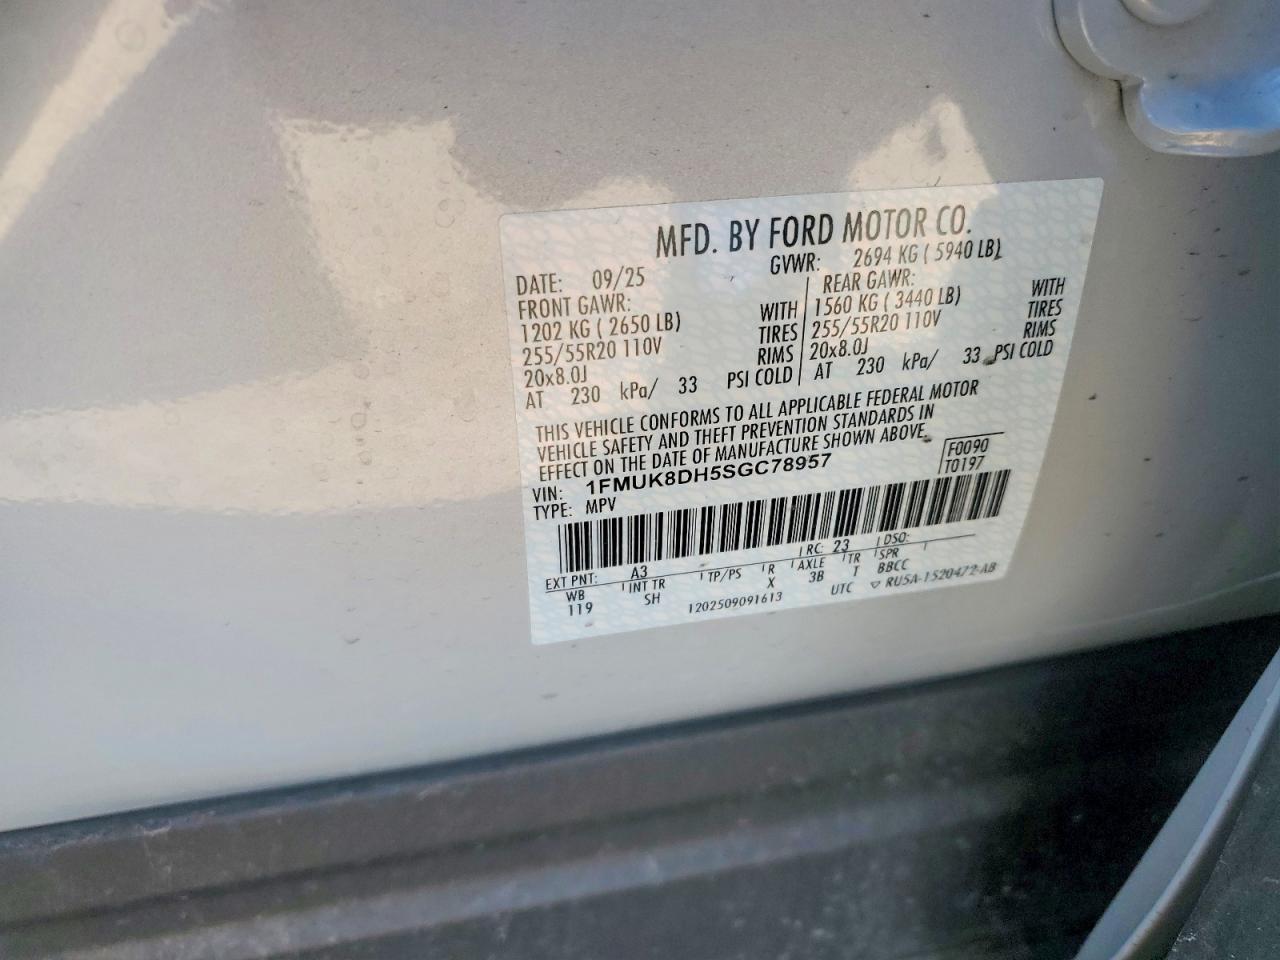 MFD. BY FORD MOTOR CO.
DATE: 09/25 GVWR: 2694 KG ( 5940 LB)
FRONT GAWR: REAR GAWR:
1202 KG ( 2650 LB) WITH 1560 KG ( 3440 LB) WITH
255/55R20 110V TIRES 255/55R20 110V TIRES
20x8.0J RIMS 20x8.0J RIMS
AT 230 kPa/ 33 PSI COLD AT 230 kPa/ 33 PSI COLD
THIS VEHICLE CONFORMS TO ALL APPLICABLE FEDERAL MOTOR
VEHICLE SAFETY AND THEFT PREVENTION STANDARDS IN
EFFECT ON THE DATE OF MANUFACTURE SHOWN ABOVE.
VIN: 1FMUK8DH5SGC78957 F0090
TYPE: MPV T0197
EXT PNT: A3 RC: 23 DSO:
WB INT TR TP/PS R AXLE TR SPR
119 SH X 3B T BBCC
1202509091613 UTC ▽ RU5A-1520472-AB